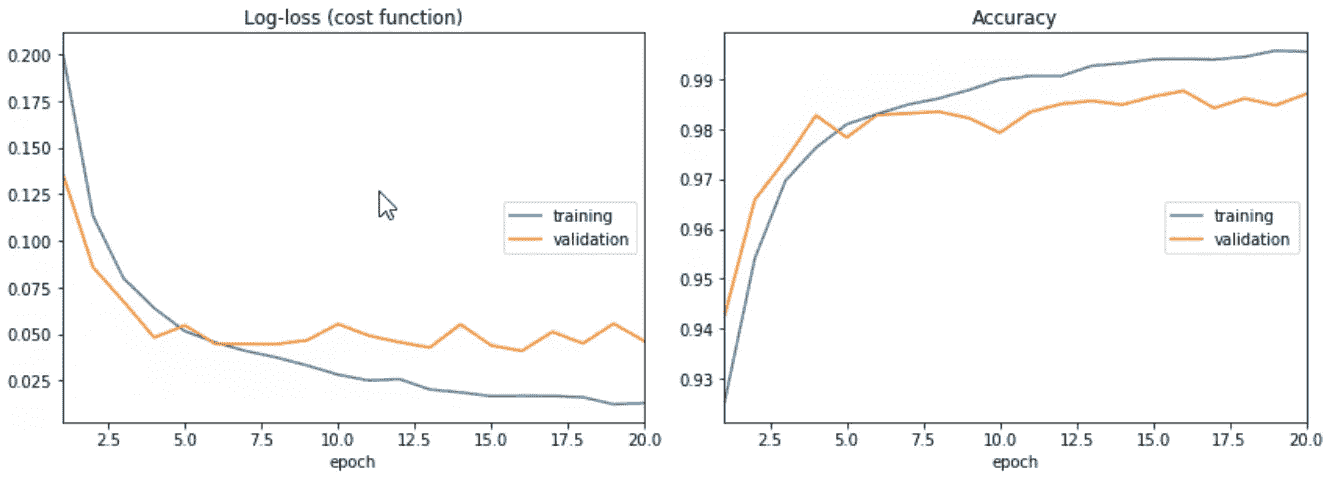 Log-loss (cost function)
0.200
0.175
0.150
0.125
0.100
0.075
0.050
0.025
training
validation
2.5 5.0 7.5 10.0 12.5 15.0 17.5 20.0
epoch
Accuracy
0.99
0.98
0.97
0.96
0.95
0.94
0.93
training
validation
2.5 5.0 7.5 10.0 12.5 15.0 17.5 20.0
epoch